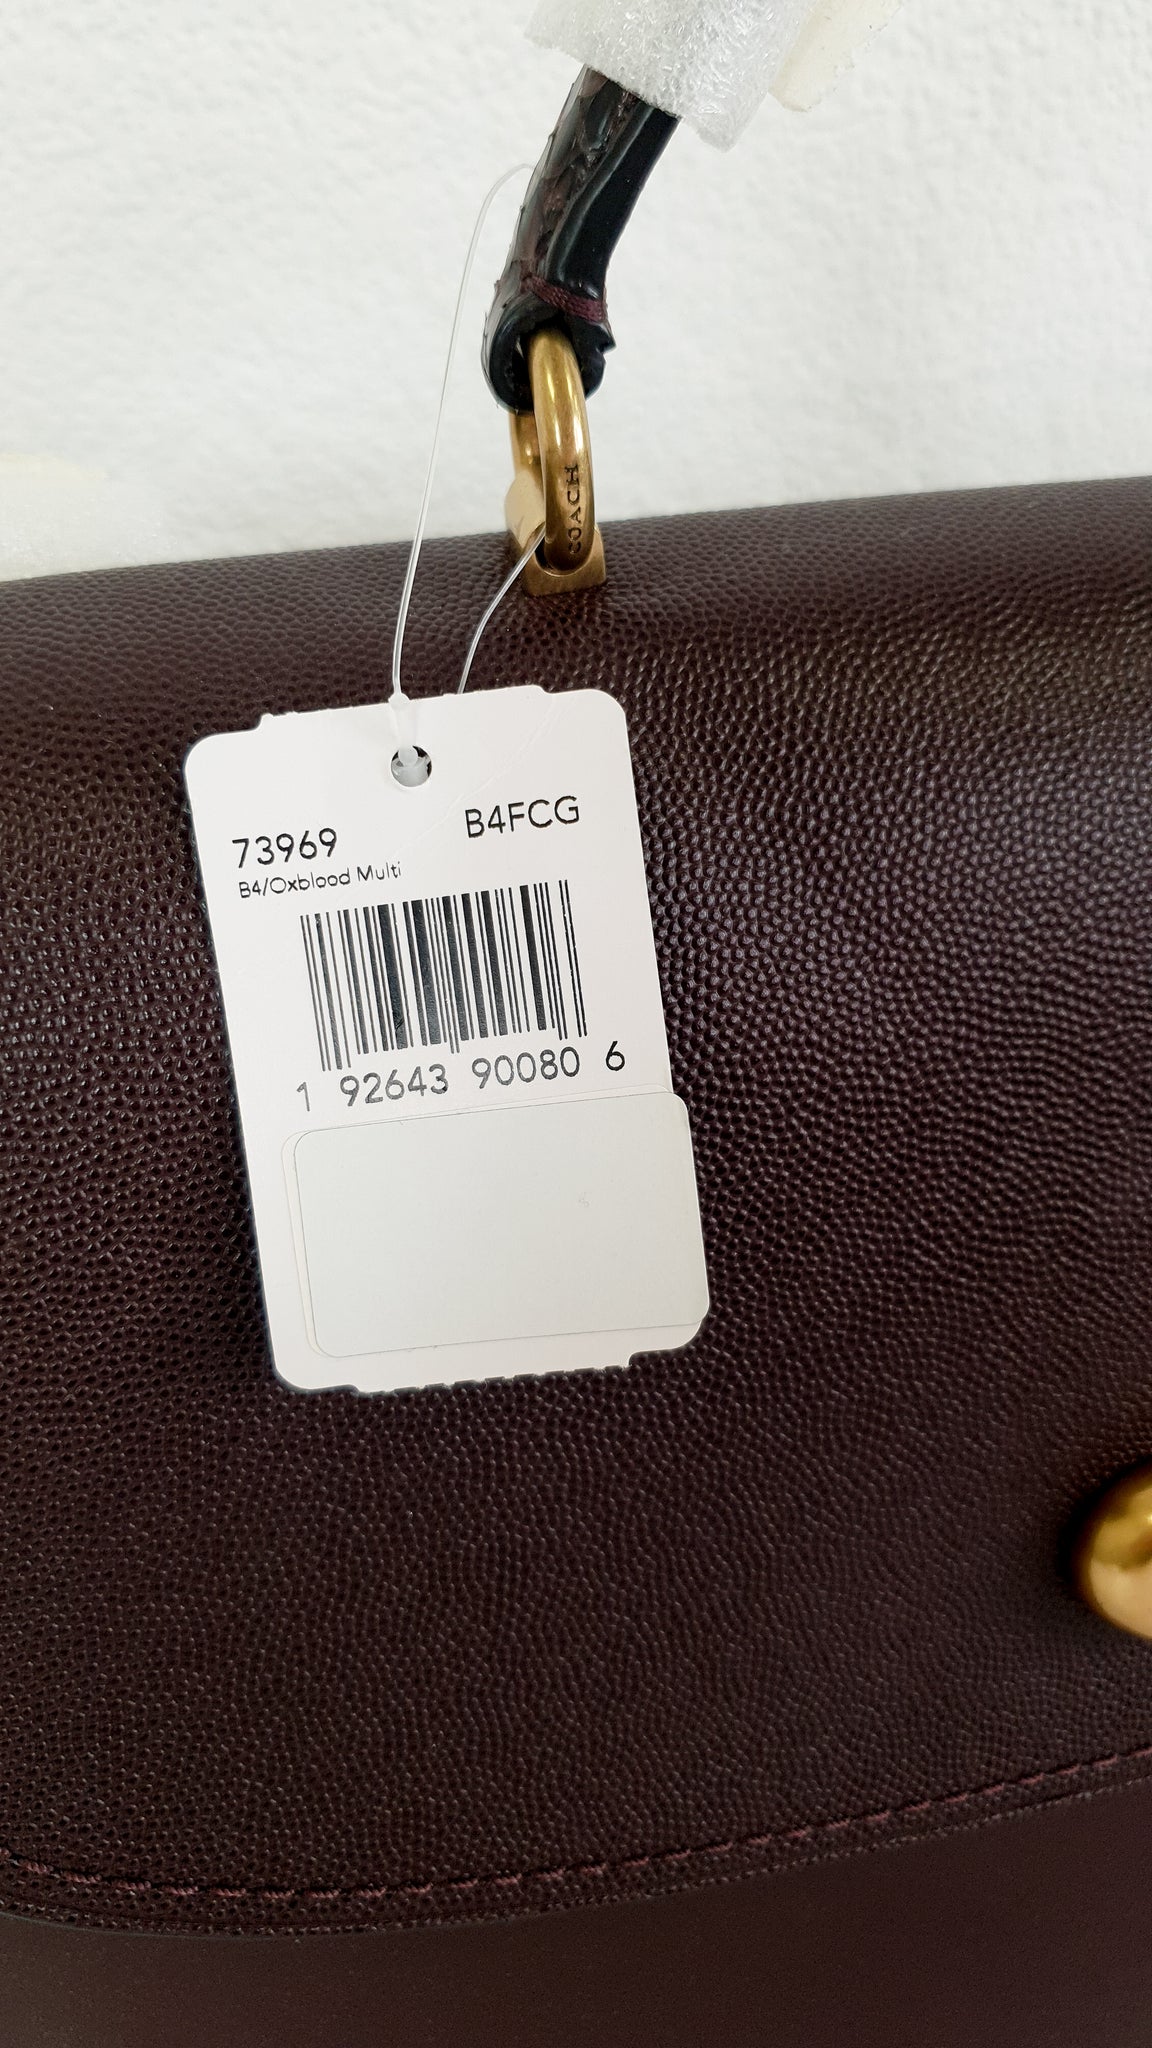 COACH
73969 B4FCG
B4/Oxblood Multi
1 92643 90080 6